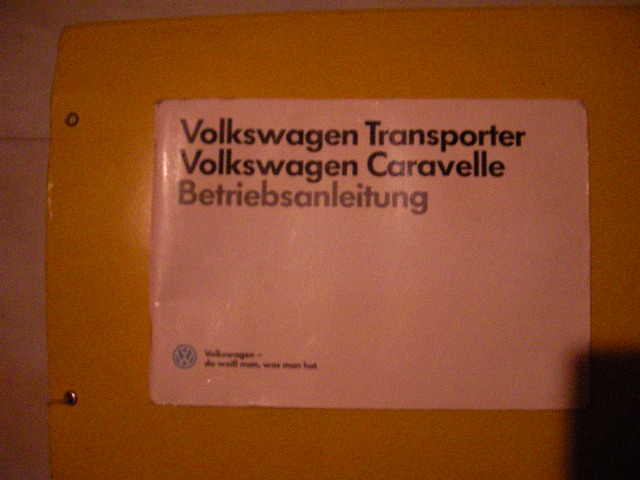 Volkswagen Transporter
Volkswagen Caravelle
Betriebsanleitung
Volkswagen –
da weiß man, was man hat.